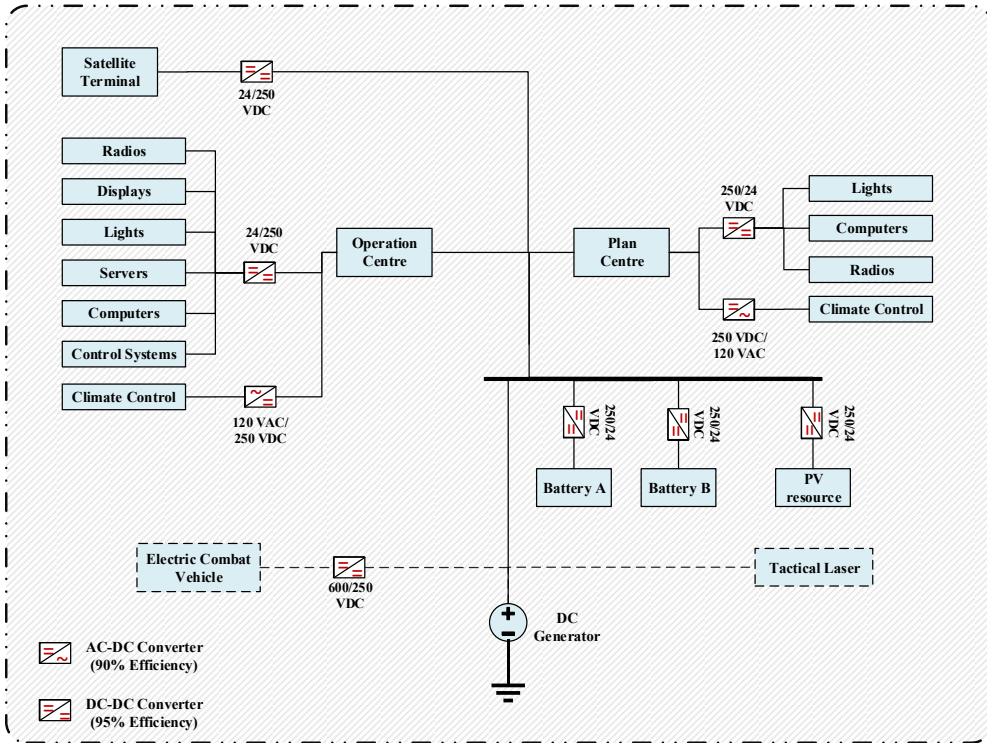 Satellite
Terminal
24/250
VDC
Radios
Displays
Lights
Servers
Computers
Control Systems
Climate Control
24/250
VDC
120 VAC/
250 VDC
Operation
Centre
Plan
Centre
250/24
VDC
Lights
Computers
Radios
Climate Control
250 VDC/
120 VAC
250/24
VDC
250/24
VDC
250/24
VDC
Battery A
Battery B
PV
resource
Electric Combat
Vehicle
600/250
VDC
Tactical Laser
DC
Generator
AC-DC Converter
(90% Efficiency)
DC-DC Converter
(95% Efficiency)